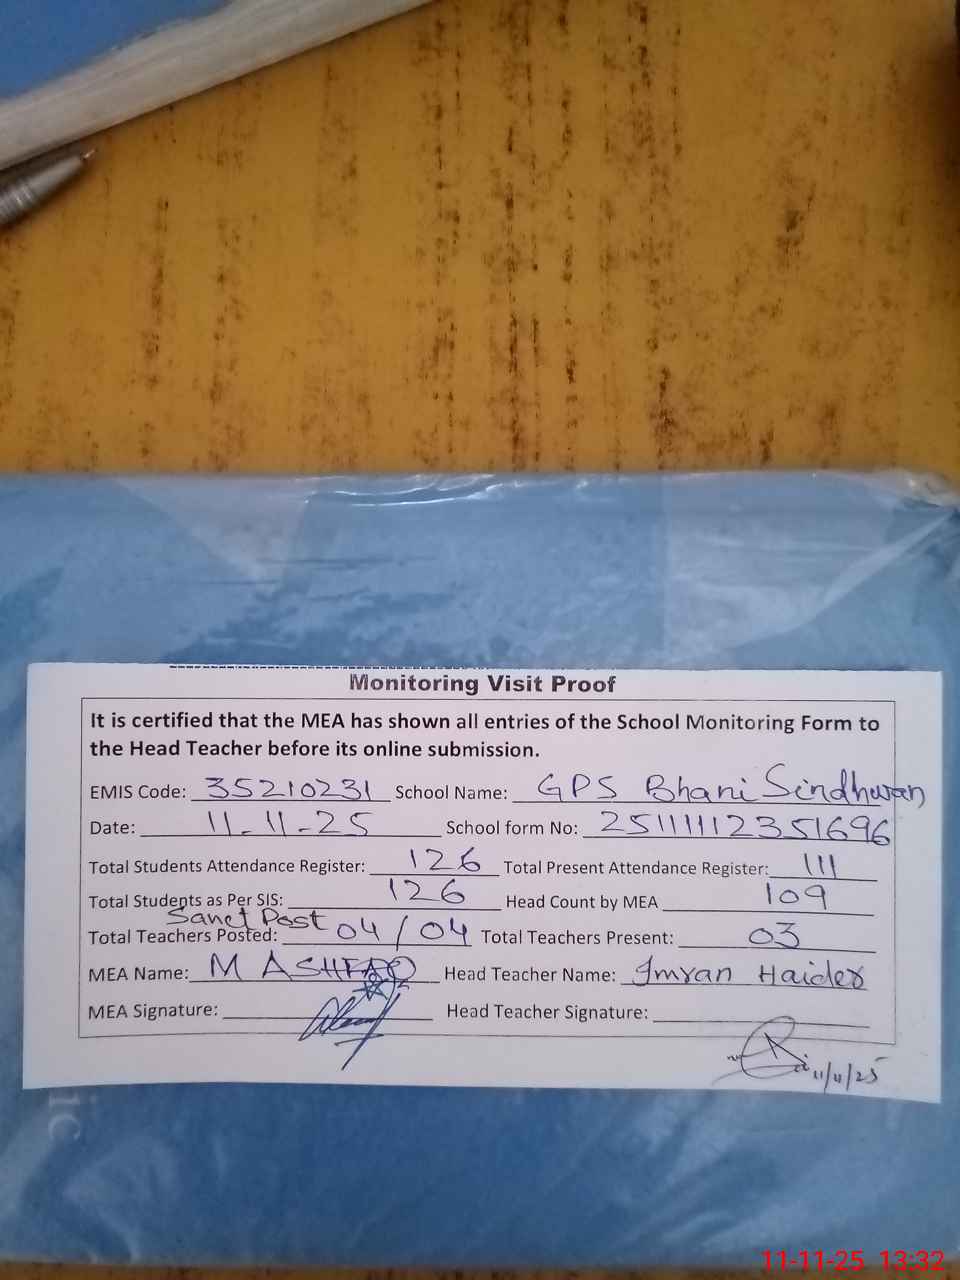 Monitoring Visit Proof
It is certified that the MEA has shown all entries of the School Monitoring Form to
the Head Teacher before its online submission.
EMIS Code: 35210231 School Name: GPS Bhani Sindhwan
Date: 11-11-25 School form No: 25111112351696
Total Students Attendance Register: 126 Total Present Attendance Register: 111
Total Students as Per SIS: 126 Head Count by MEA 109
Sanct Post
Total Teachers Posted: 04/04 Total Teachers Present: 03
MEA Name: M ASHFAQ Head Teacher Name: Imran Haider
MEA Signature: Head Teacher Signature:
11/11/25
ic
11-11-25 13:32